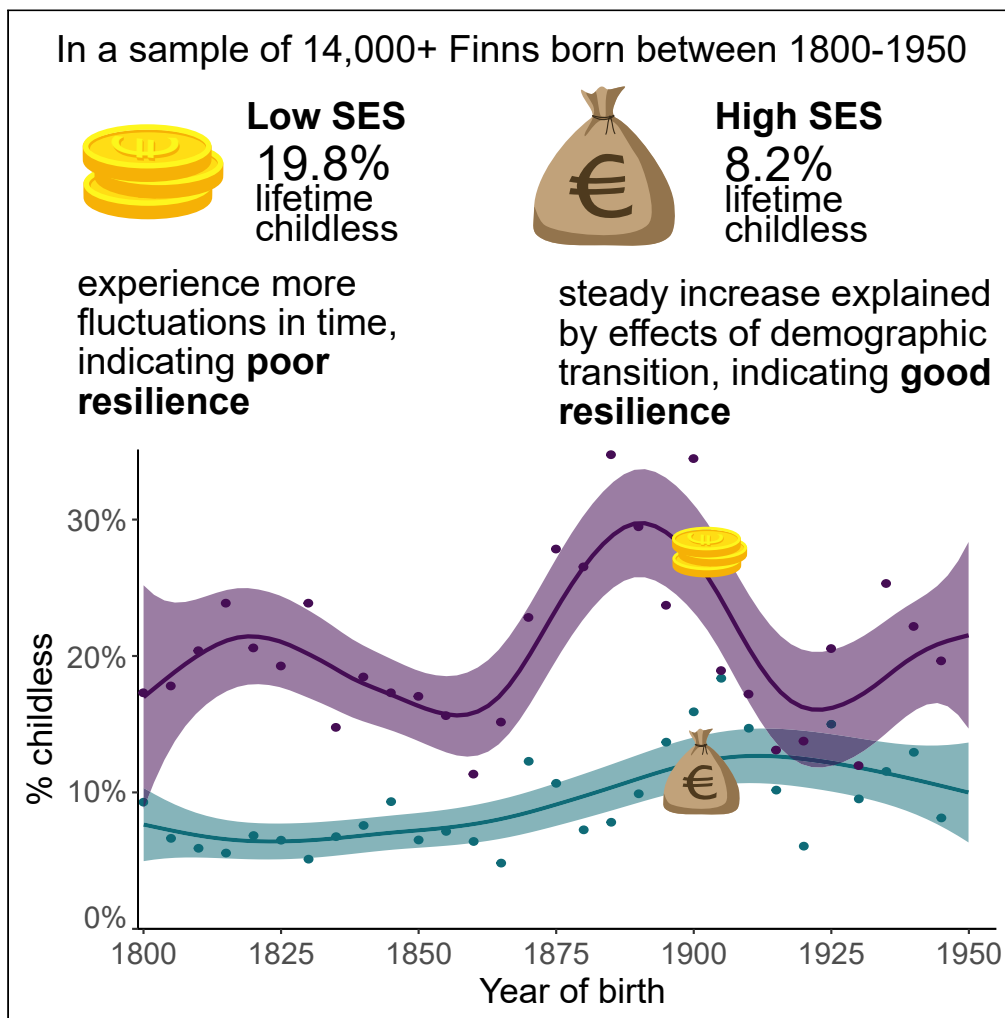 In a sample of 14,000+ Finns born between 1800-1950
Low SES
19.8%
lifetime
childless
High SES
8.2%
lifetime
childless
€
experience more
fluctuations in time,
indicating poor
resilience
steady increase explained
by effects of demographic
transition, indicating good
resilience
% childless
30%
20%
10%
0%
€
1800
1825
1850
1875
1900
1925
1950
Year of birth